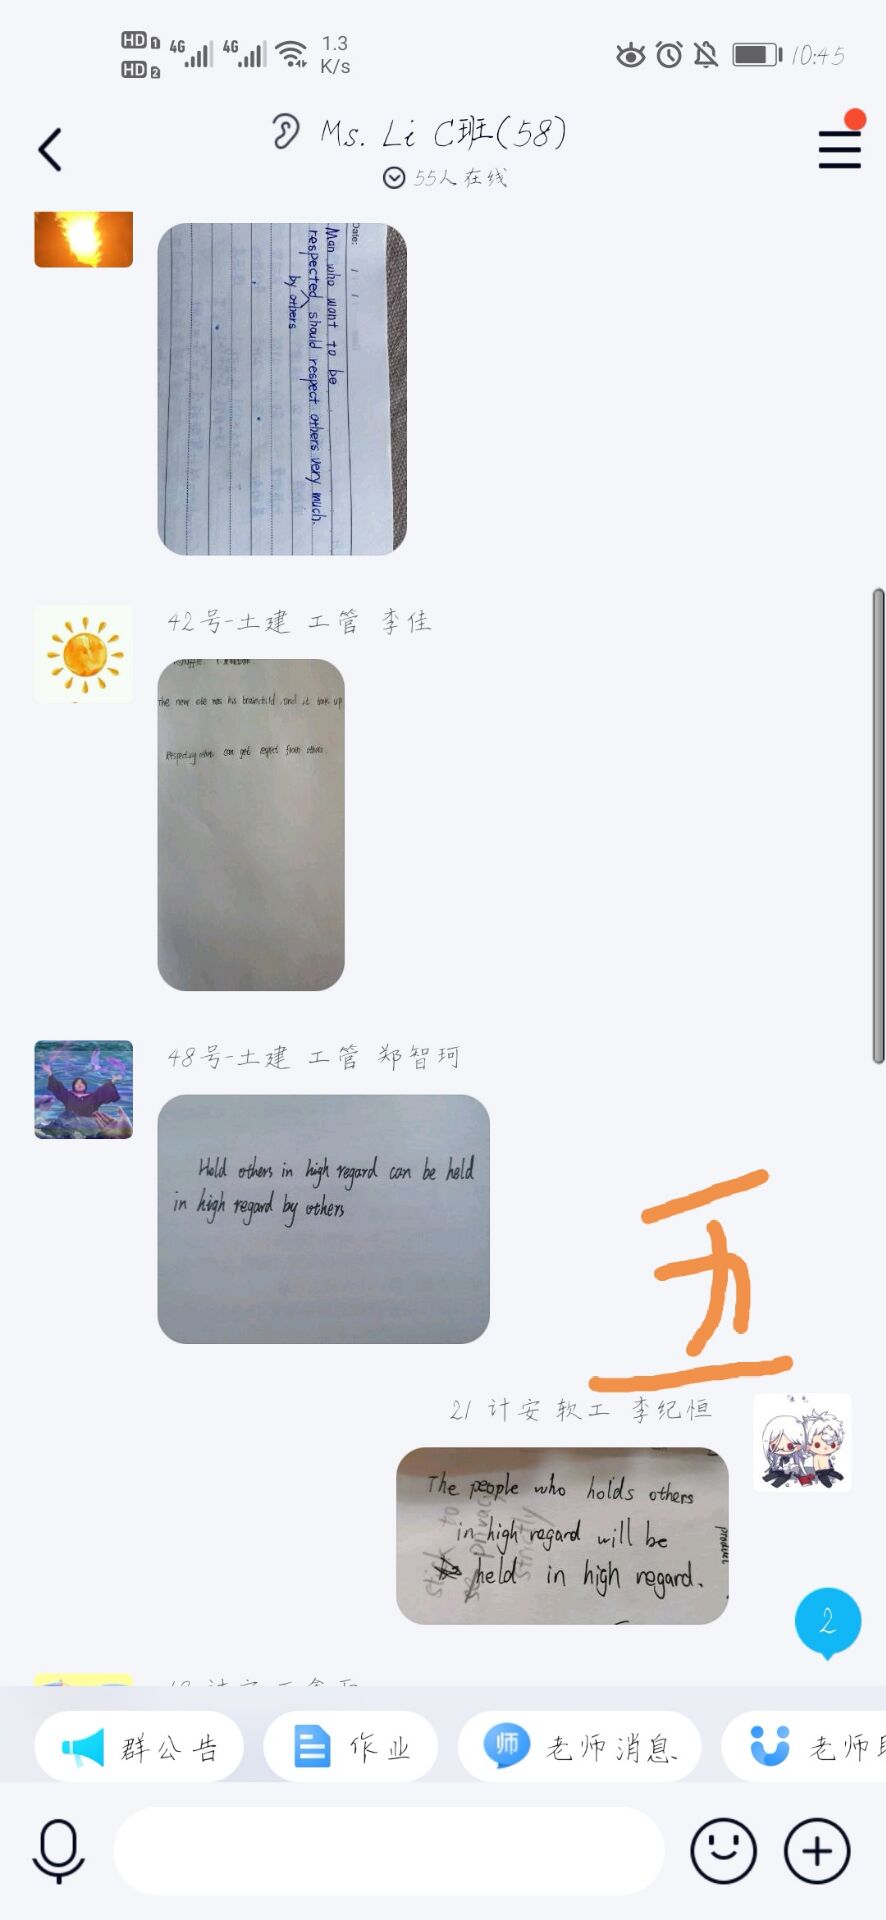 HD 1 4G 4G 1.3
HD 2 K/s
10:45
Ms. Li C班(58)
55人在线
Date: / /
Man who want to be
respected should respect others very much.
by others
42号-土建 工管 李佳
The new one was his brainchild, and it took up
Respecting others can get respect from others.
48号-土建 工管 郑智珂
Hold others in high regard can be held
in high regard by others
五
21 计安软工 李纪恒
The people who holds others
in high regard will be
held in high regard.
stick to
privacy
strictly
product
2
群公告
作业
师 老师消息
老师